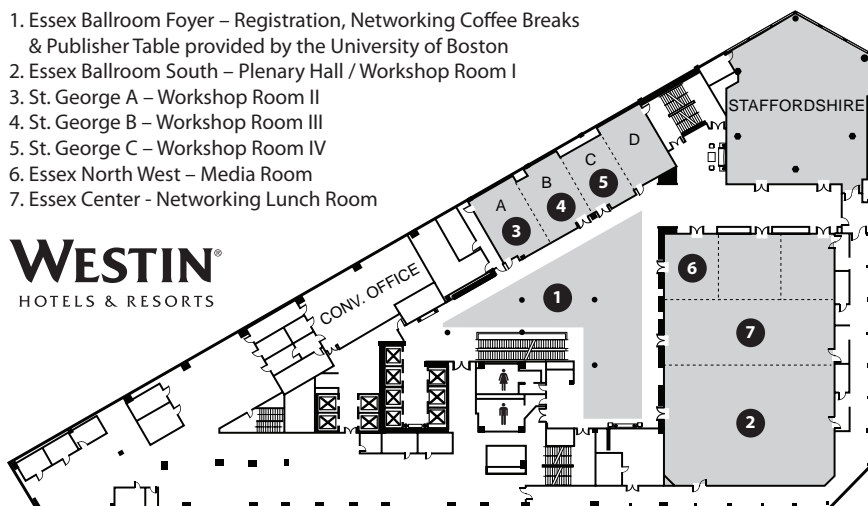 1. Essex Ballroom Foyer – Registration, Networking Coffee Breaks
& Publisher Table provided by the University of Boston
2. Essex Ballroom South – Plenary Hall / Workshop Room I
3. St. George A – Workshop Room II
4. St. George B – Workshop Room III
5. St. George C – Workshop Room IV
6. Essex North West – Media Room
7. Essex Center - Networking Lunch Room
WESTIN®
HOTELS & RESORTS
STAFFORDSHIRE
D
C
B
A
5
4
3
CONV. OFFICE
6
1
7
2